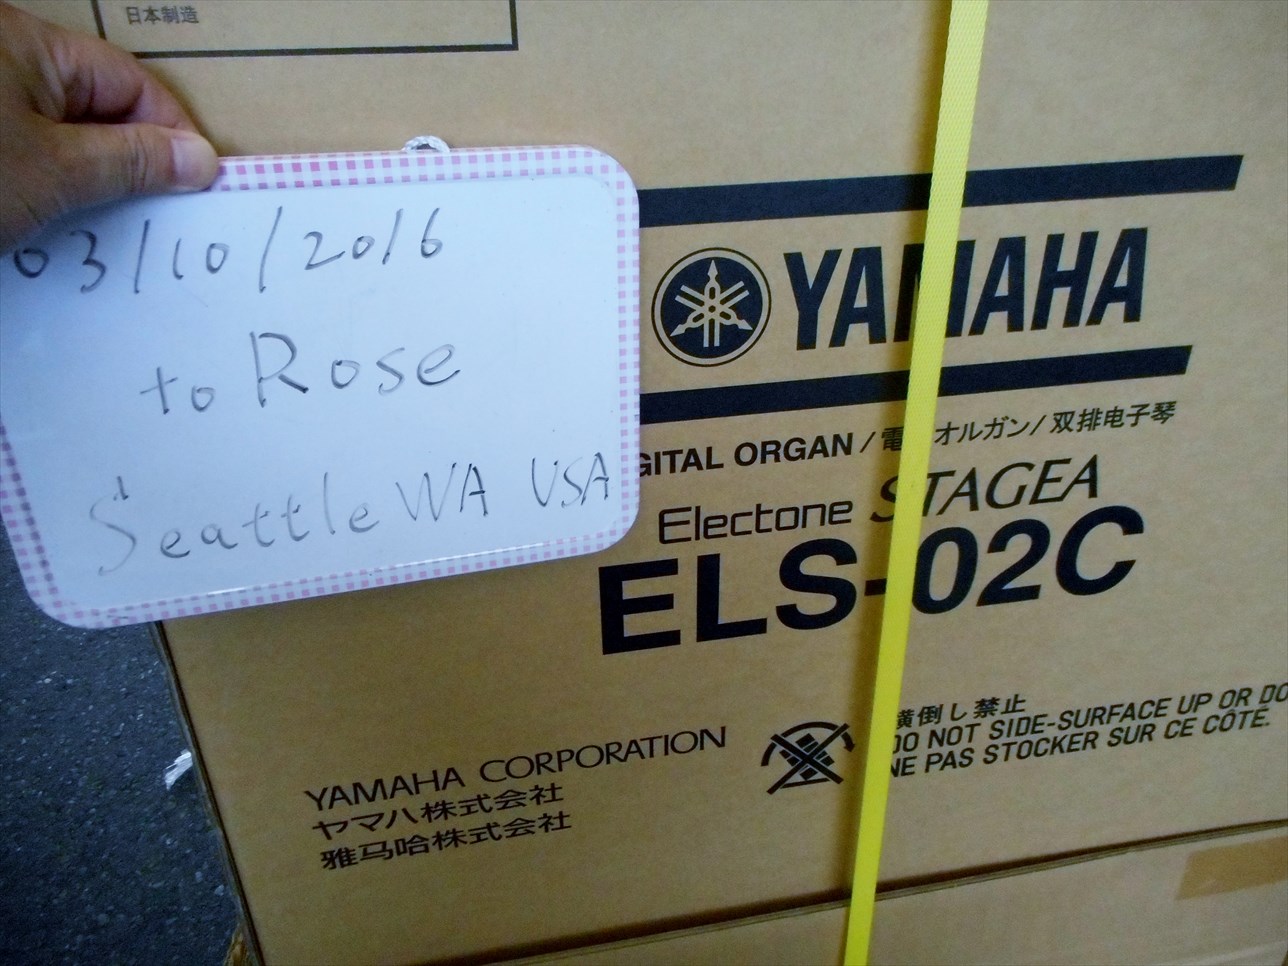 日本制造
03/10/2016
to Rose
Seattle WA USA
YAMAHA
GITAL ORGAN / 電 オルガン / 双排电子琴
Electone STAGEA
ELS-02C
YAMAHA CORPORATION
ヤマハ株式会社
雅马哈株式会社
横倒し禁止
DO NOT SIDE-SURFACE UP OR DO
NE PAS STOCKER SUR CE CÔTÉ.